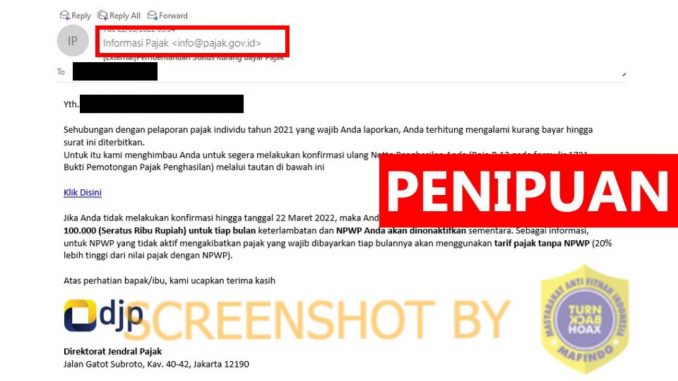 Reply Reply All Forward
Tue 22/03/2022 09:04
IP
Informasi Pajak <info@pajak.gov.id>
[External]Pemberitahuan Status Kurang Bayar Pajak
To
Yth.
Sehubungan dengan pelaporan pajak individu tahun 2021 yang wajib Anda laporkan, Anda terhitung mengalami kurang bayar hingga
surat ini diterbitkan.
Untuk itu kami menghimbau Anda untuk segera melakukan konfirmasi ulang
Bukti Pemotongan Pajak Penghasilan) melalui tautan di bawah ini
PENIPUAN
Klik Disini
Jika Anda tidak melakukan konfirmasi hingga tanggal 22 Maret 2022, maka
100.000 (Seratus Ribu Rupiah) untuk tiap bulan keterlambatan dan NPWP Anda akan dinonaktifkan sementara. Sebagai informasi,
untuk NPWP yang tidak aktif mengakibatkan pajak yang wajib dibayarkan tiap bulannya akan menggunakan tarif pajak tanpa NPWP (20%
lebih tinggi dari nilai pajak dengan NPWP).
Atas perhatian bapak/ibu, kami ucapkan terima kasih
djp
SCREENSHOT BY
MASYARAKAT ANTI FITNAH INDONESIA
TURN
BACK
HOAX
MAFINDO
Direktorat Jendral Pajak
Jalan Gatot Subroto, Kav. 40-42, Jakarta 12190